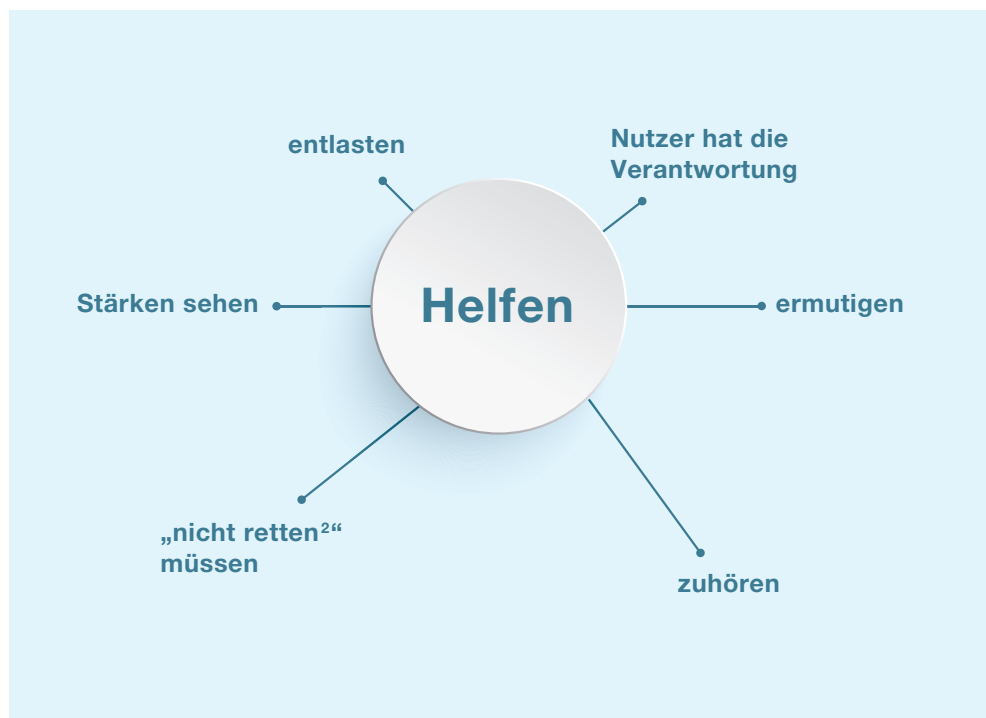 entlasten
Nutzer hat die
Verantwortung
Stärken sehen
Helfen
ermutigen
„nicht retten²“
müssen
zuhören